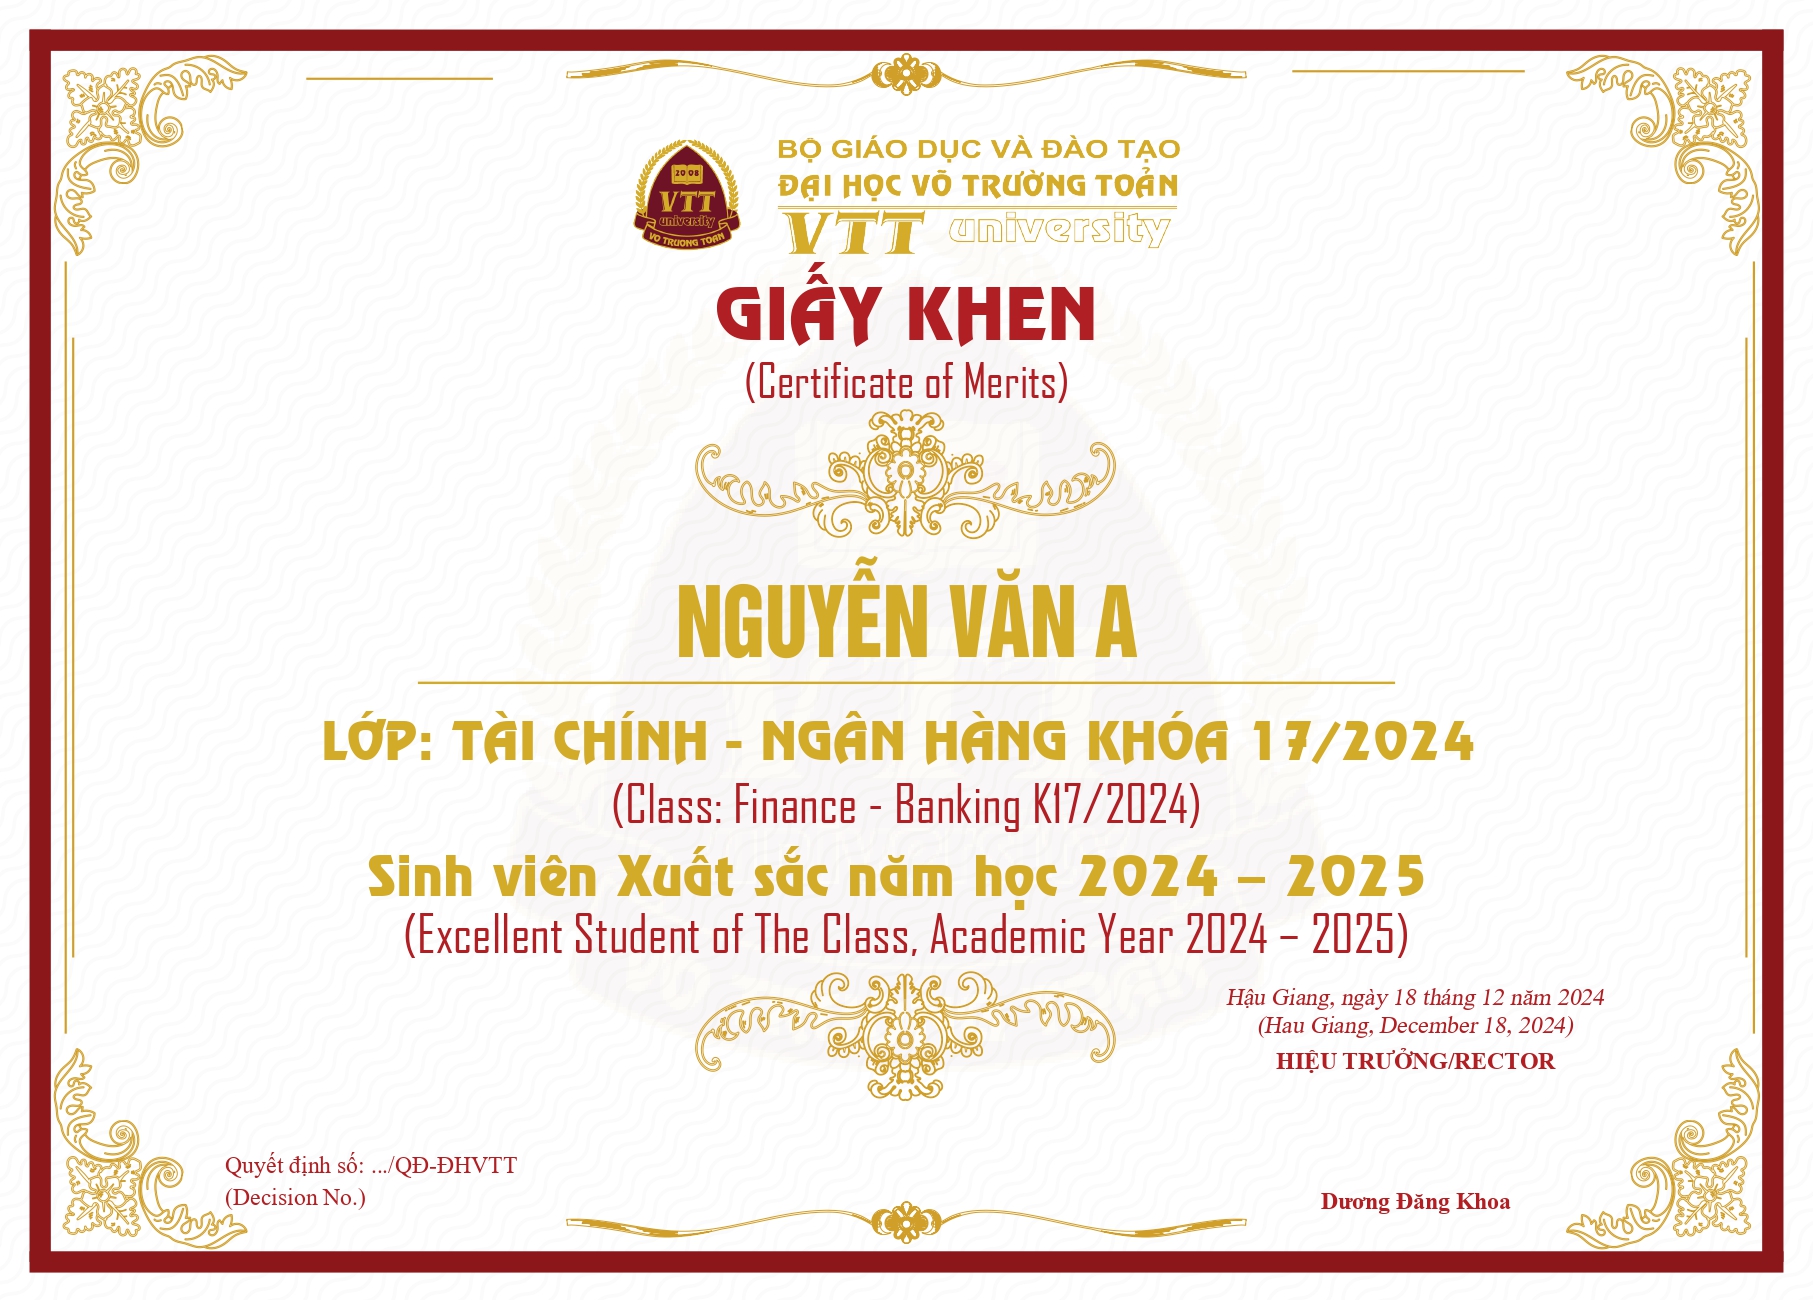 2008
VTT
university
VO TRUONG TOAN
BỘ GIÁO DỤC VÀ ĐÀO TẠO
ĐẠI HỌC VÕ TRƯỜNG TOẢN
VTT university
GIẤY KHEN
(Certificate of Merits)
NGUYỄN VĂN A
LỚP: TÀI CHÍNH - NGÂN HÀNG KHÓA 17/2024
(Class: Finance - Banking K17/2024)
Sinh viên Xuất sắc năm học 2024 – 2025
(Excellent Student of The Class, Academic Year 2024 – 2025)
Hậu Giang, ngày 18 tháng 12 năm 2024
(Hau Giang, December 18, 2024)
HIỆU TRƯỞNG/RECTOR
Quyết định số: .../QĐ-ĐHVTT
(Decision No.)
Dương Đăng Khoa